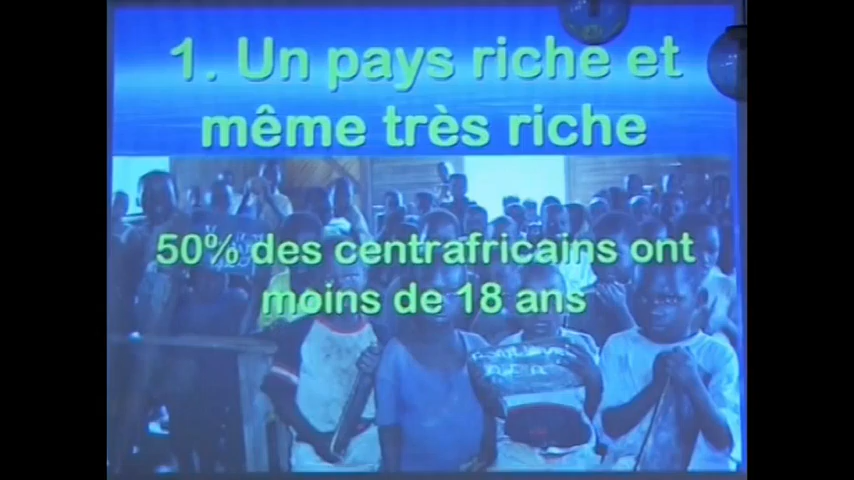 1. Un pays riche et
même très riche
50% des centrafricains ont
moins de 18 ans